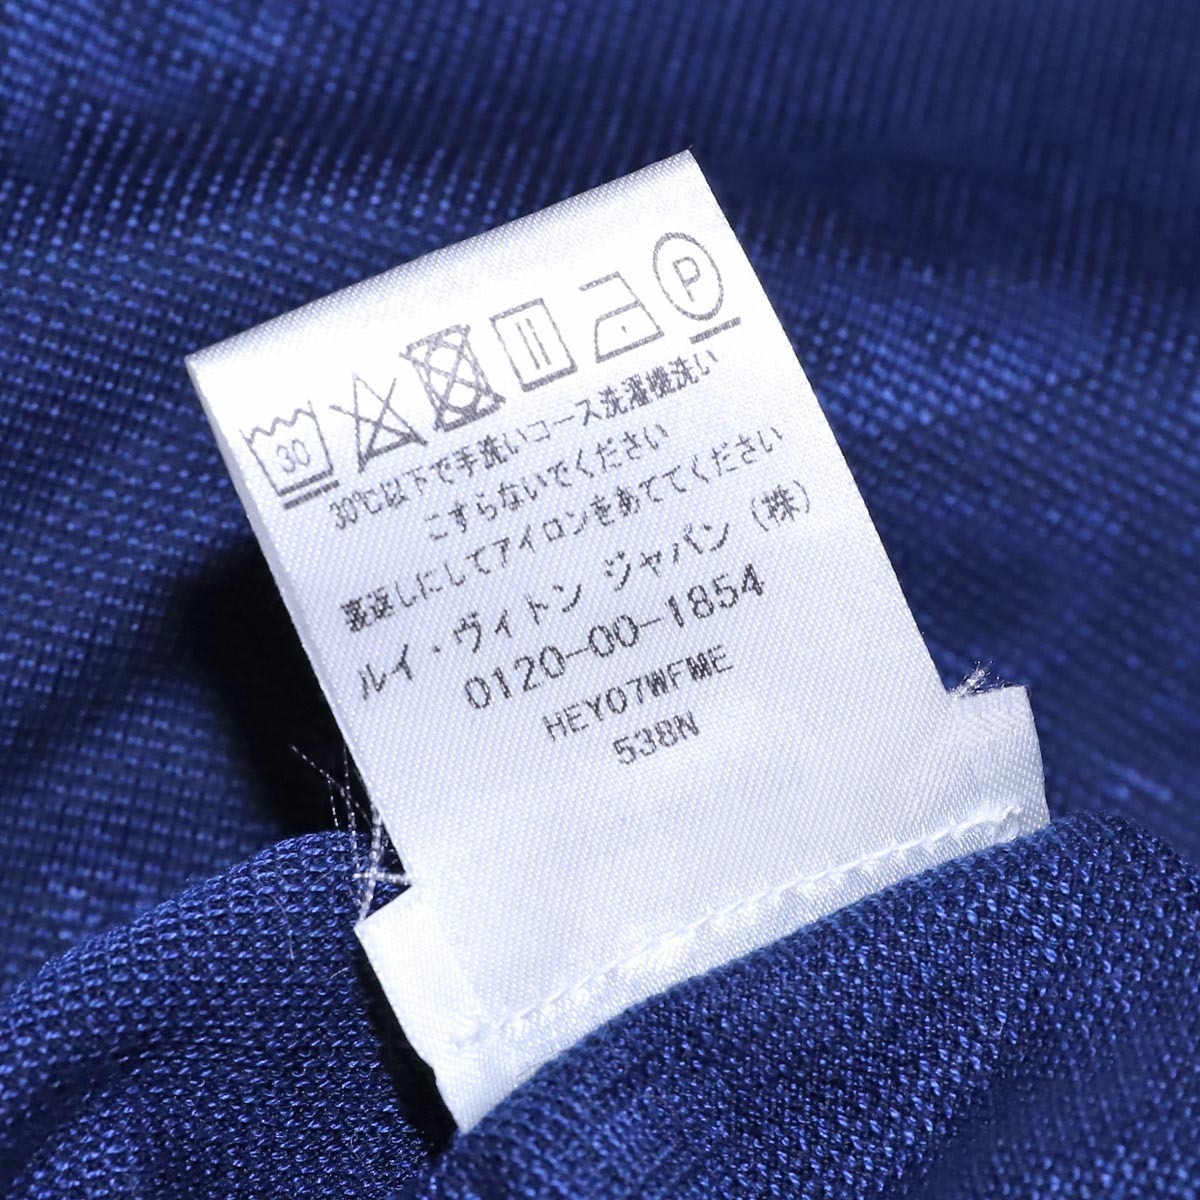 30 P
30℃以下で手洗いコース洗濯機洗い
こすらないでください
裏返しにしてアイロンをあててください
ルイ・ヴィトン ジャパン (株)
0120-00-1854
HEY07WFME
538N